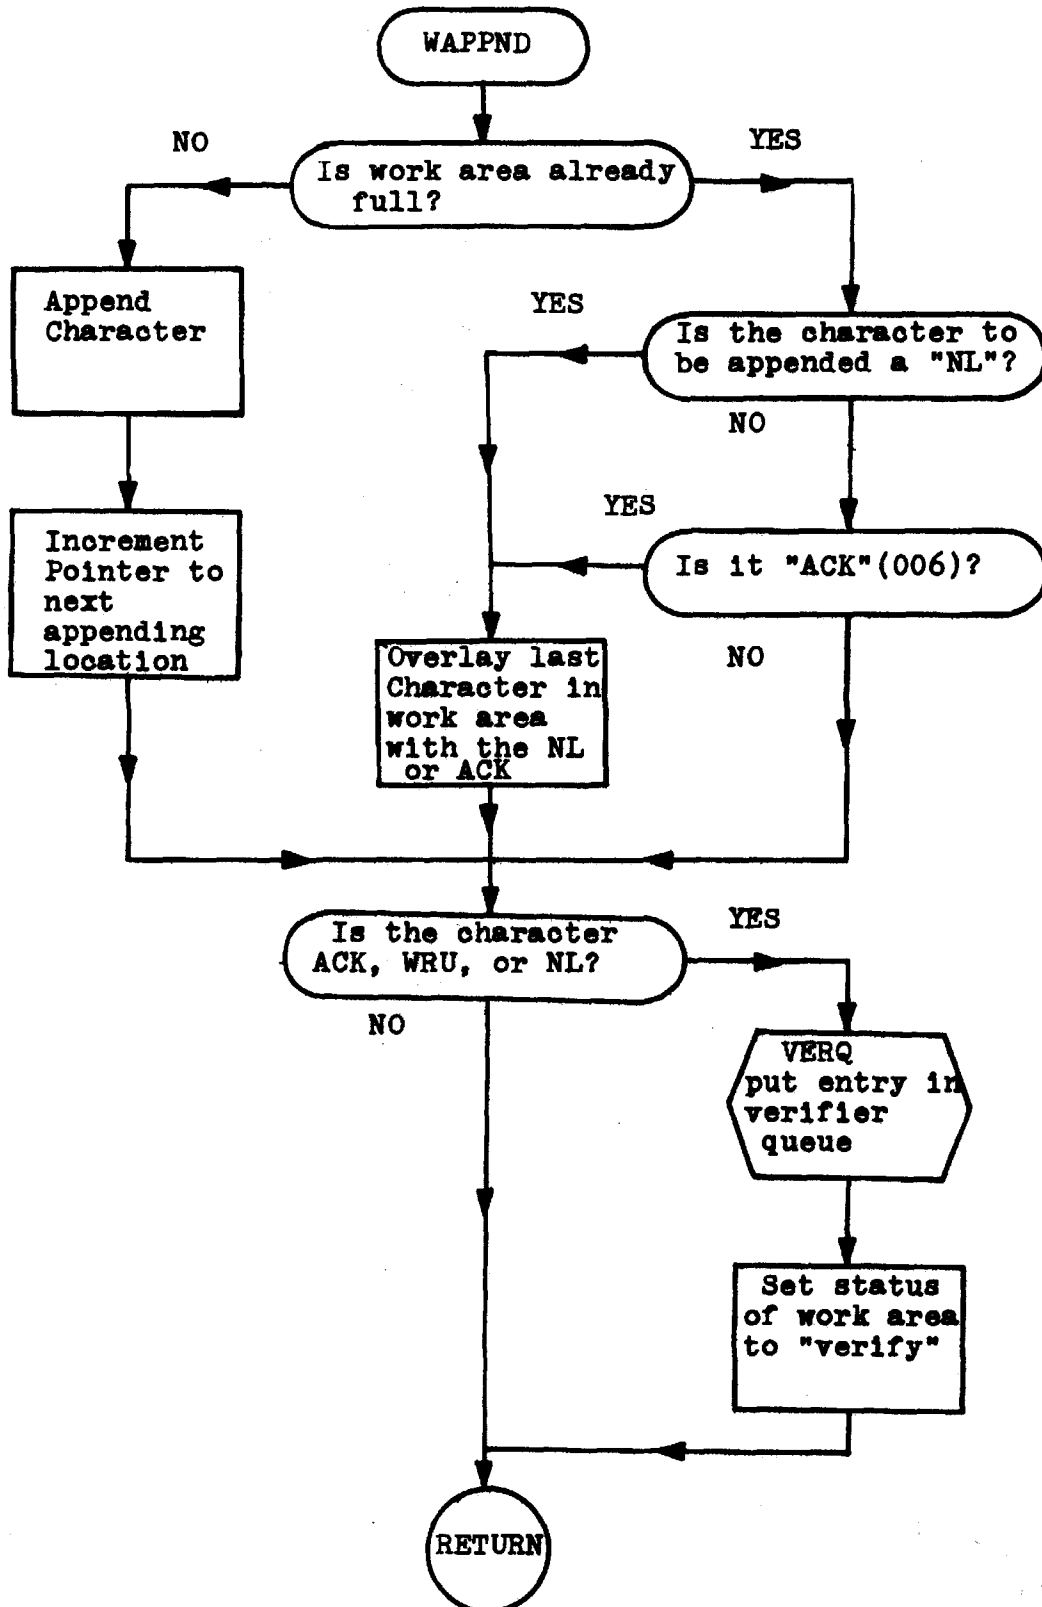 WAPPND
NO
YES
Is work area already
full?
Append
Character
YES
Is the character to
be appended a "NL"?
NO
Increment
Pointer to
next
appending
location
YES
Is it "ACK"(006)?
NO
Overlay last
Character in
work area
with the NL
or ACK
Is the character
ACK, WRU, or NL?
YES
NO
VERQ
put entry in
verifier
queue
Set status
of work area
to "verify"
RETURN